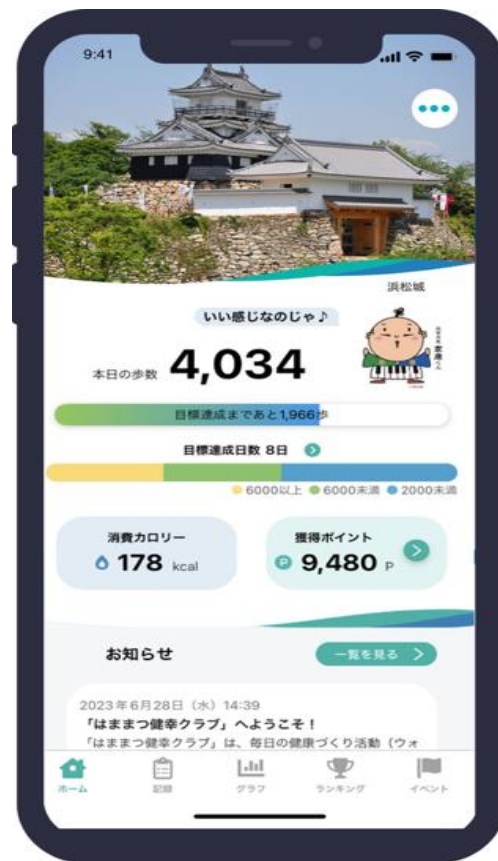 9:41
浜松城
いい感じなのじゃ♪
本日の歩数 4,034
目標達成まであと1,966歩
目標達成日数 8日
6000以上 6000未満 2000未満
消費カロリー
178 kcal
獲得ポイント
P 9,480 P
お知らせ
一覧を見る
2023年6月28日（水）14:39
「はままつ健幸クラブ」へようこそ！
「はままつ健幸クラブ」は、毎日の健康づくり活動（ウォ
ホーム 記録 グラフ ランキング イベント